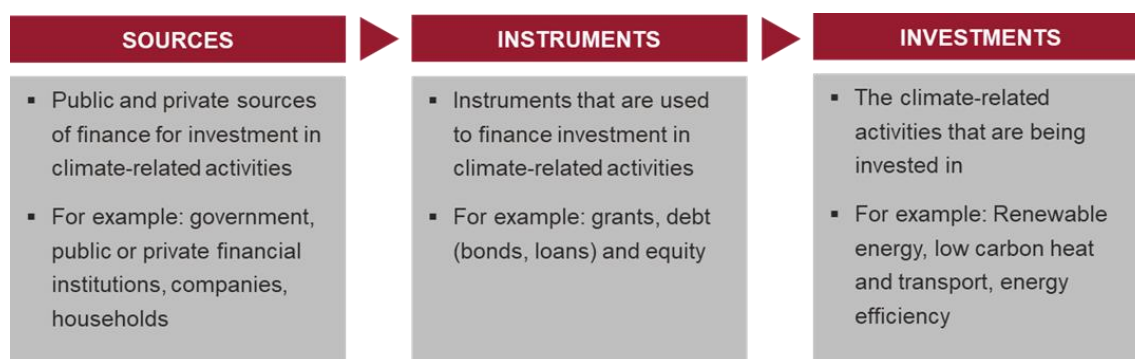 SOURCES
▪ Public and private sources
of finance for investment in
climate-related activities
▪ For example: government,
public or private financial
institutions, companies,
households
INSTRUMENTS
▪ Instruments that are used
to finance investment in
climate-related activities
▪ For example: grants, debt
(bonds, loans) and equity
INVESTMENTS
▪ The climate-related
activities that are being
invested in
▪ For example: Renewable
energy, low carbon heat
and transport, energy
efficiency